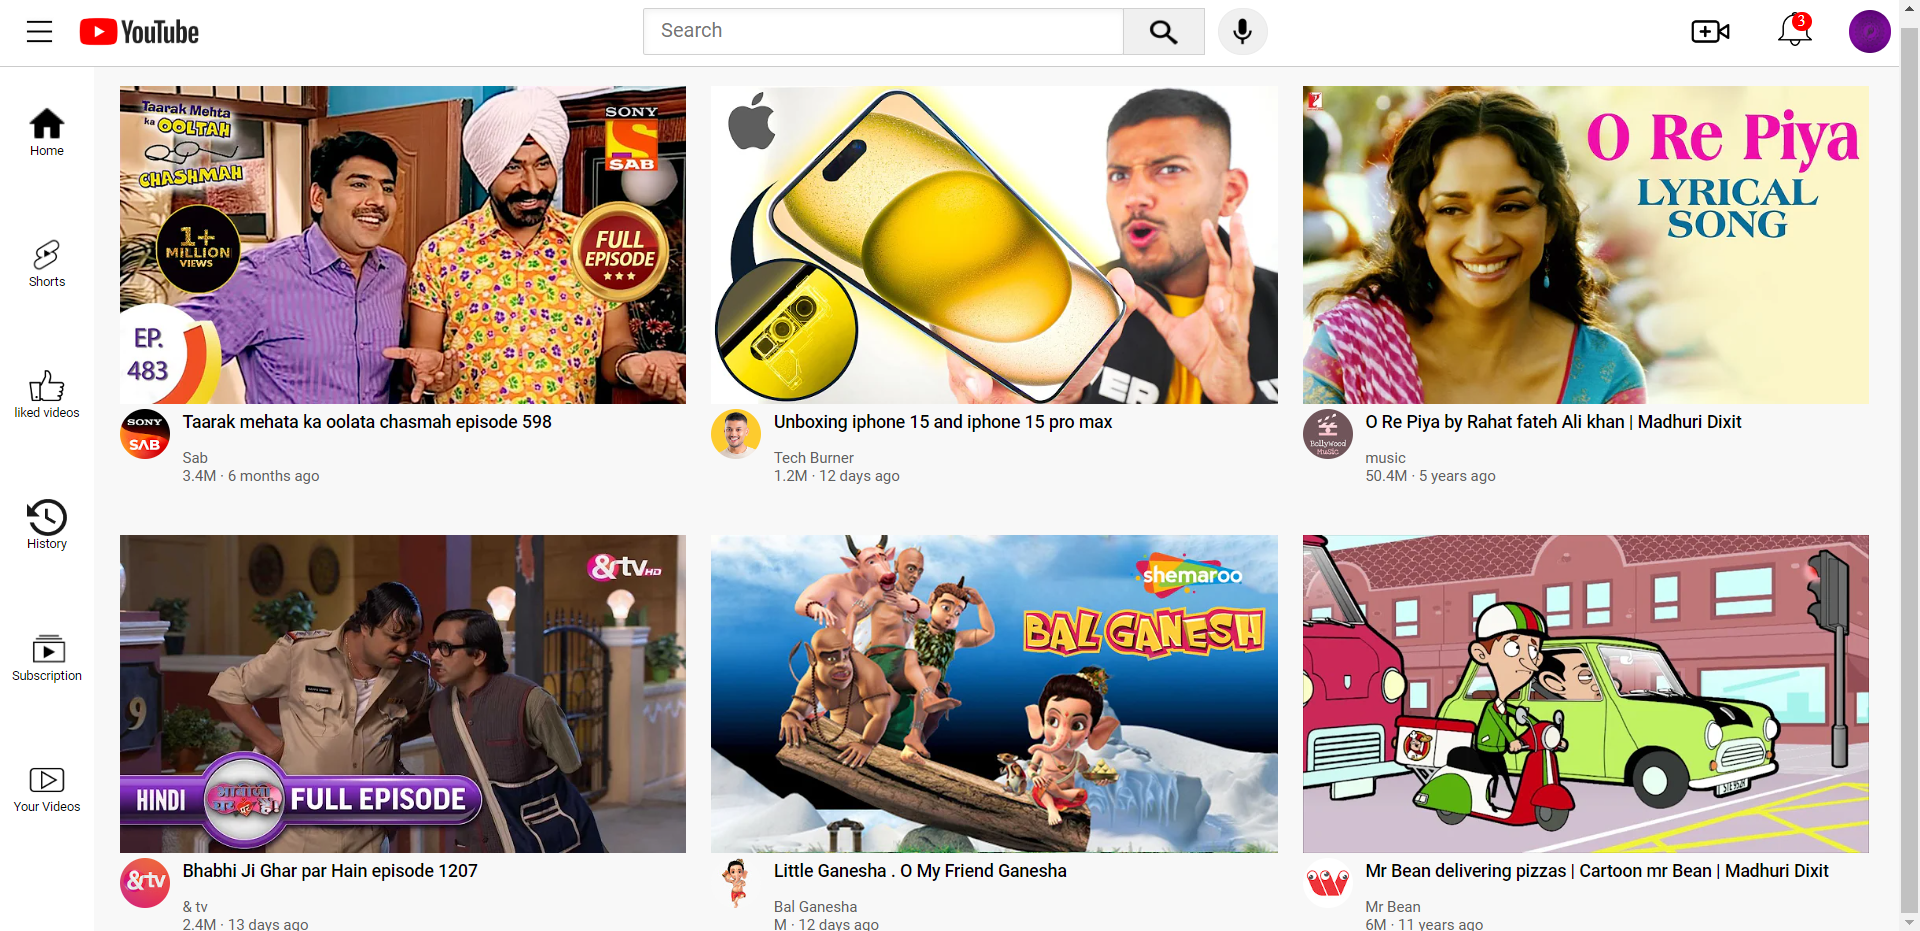 YouTube
Search
3
Home
Shorts
liked videos
History
Subscription
Your Videos
Taarak Mehta
ka OOLTAH
CHASHMAH
SONY
SAB
1+
MILLION
VIEWS
FULL
EPISODE
EP.
483
SONY
SAB
Taarak mehata ka oolata chasmah episode 598
Sab
3.4M · 6 months ago
ER
Unboxing iphone 15 and iphone 15 pro max
Tech Burner
1.2M · 12 days ago
O Re Piya
LYRICAL
SONG
Bollywood
Music
O Re Piya by Rahat fateh Ali khan | Madhuri Dixit
music
50.4M · 5 years ago
&tv HD
9
HINDI
भाबीजी
घर पर हैं!
FULL EPISODE
&tv
Bhabhi Ji Ghar par Hain episode 1207
& tv
2.4M · 13 days ago
shemaroo
BAL GANESH
Little Ganesha . O My Friend Ganesha
Bal Ganesha
M · 12 days ago
Mr Bean delivering pizzas | Cartoon mr Bean | Madhuri Dixit
Mr Bean
6M · 11 years ago